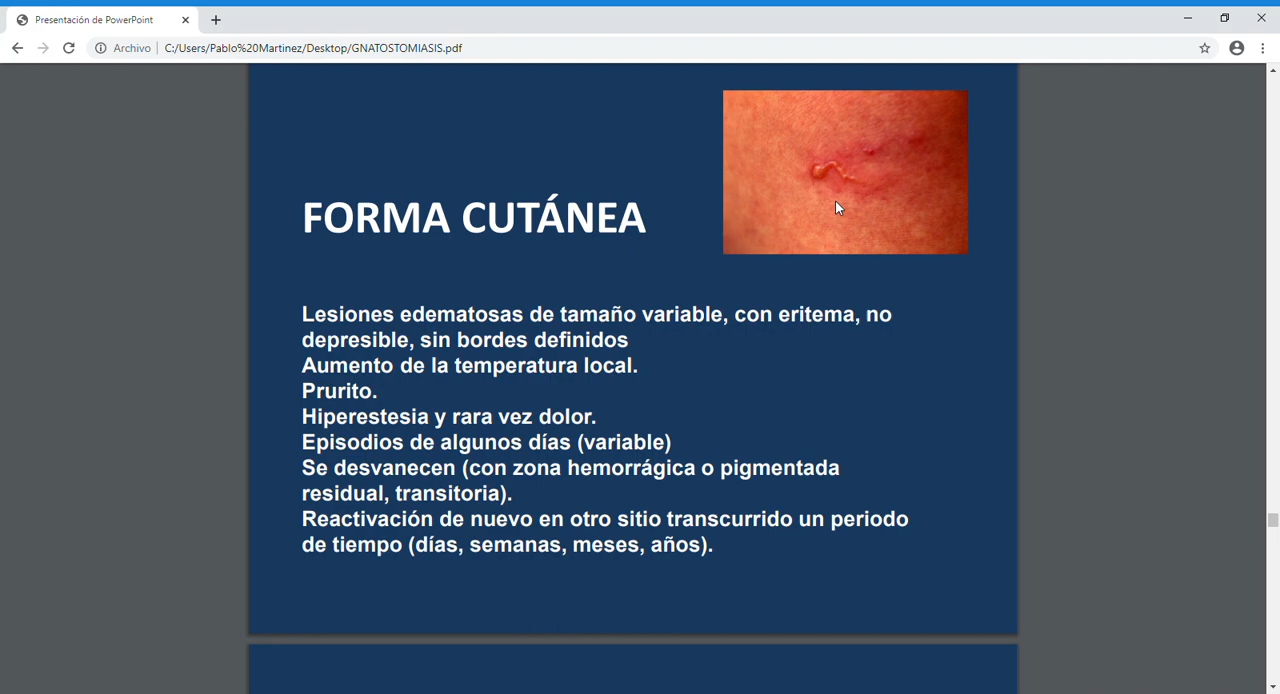 Presentación de PowerPoint
Archivo
C:/Users/Pablo%20Martinez/Desktop/GNATOSTOMIASIS.pdf
FORMA CUTÁNEA
Lesiones edematosas de tamaño variable, con eritema, no
depresible, sin bordes definidos
Aumento de la temperatura local.
Prurito.
Hiperestesia y rara vez dolor.
Episodios de algunos días (variable)
Se desvanecen (con zona hemorrágica o pigmentada
residual, transitoria).
Reactivación de nuevo en otro sitio transcurrido un periodo
de tiempo (días, semanas, meses, años).